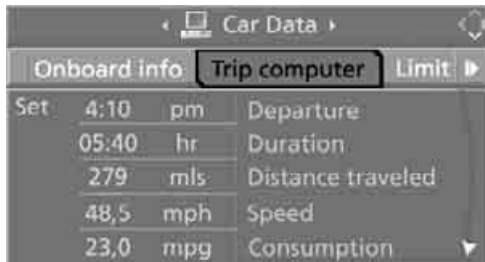 Car Data
Onboard info Trip computer Limit
Set 4:10 pm Departure
05:40 hr Duration
279 mls Distance traveled
48,5 mph Speed
23,0 mpg Consumption